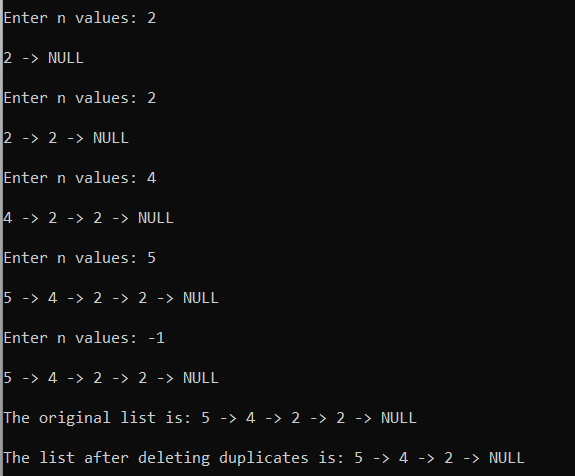 Enter n values: 2
2 -> NULL
Enter n values: 2
2 -> 2 -> NULL
Enter n values: 4
4 -> 2 -> 2 -> NULL
Enter n values: 5
5 -> 4 -> 2 -> 2 -> NULL
Enter n values: -1
5 -> 4 -> 2 -> 2 -> NULL
The original list is: 5 -> 4 -> 2 -> 2 -> NULL
The list after deleting duplicates is: 5 -> 4 -> 2 -> NULL